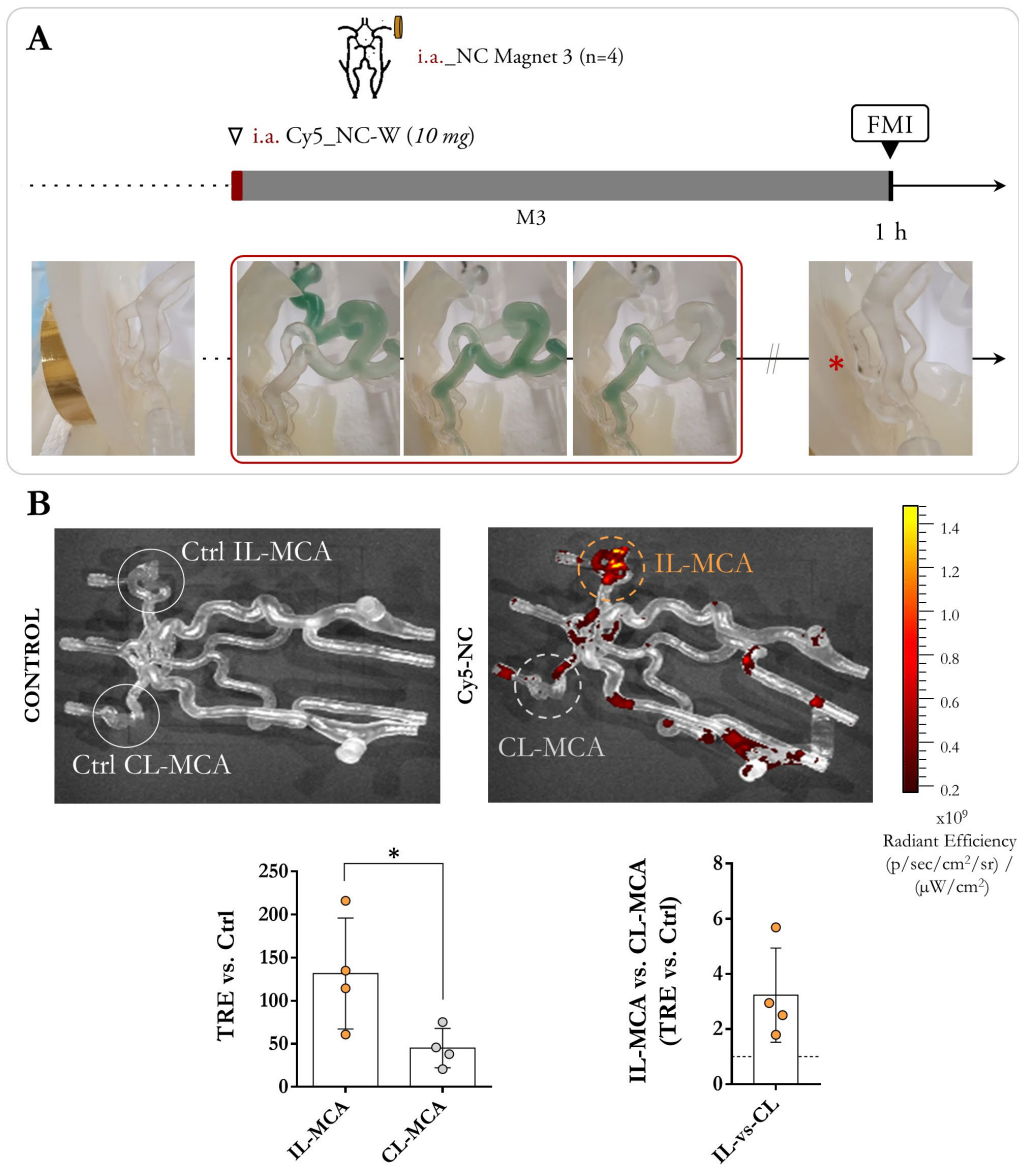 A
i.a._NC Magnet 3 (n=4)
∇ i.a. Cy5_NC-W (10 mg)
FMI
M3
1 h
//
*
B
CONTROL
Ctrl IL-MCA
Ctrl CL-MCA
Cy5-NC
IL-MCA
CL-MCA
1.4
1.2
1.0
0.8
0.6
0.4
0.2
x10⁹
Radiant Efficiency
(p/sec/cm²/sr) /
(µW/cm²)
TRE vs. Ctrl
250
200
150
100
50
0
*
IL-MCA
CL-MCA
IL-MCA vs. CL-MCA
(TRE vs. Ctrl)
8
6
4
2
0
IL-vs-CL